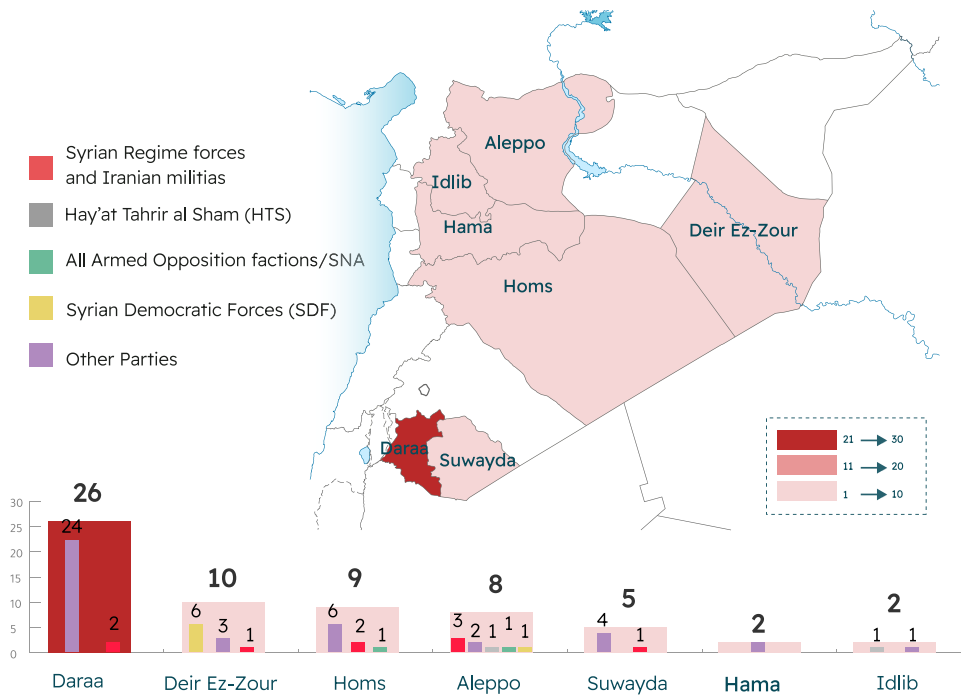 Syrian Regime forces
and Iranian militias
Hay'at Tahrir al Sham (HTS)
All Armed Opposition factions/SNA
Syrian Democratic Forces (SDF)
Other Parties
Aleppo
Idlib
Hama
Deir Ez-Zour
Homs
Daraa
Suwayda
21 → 30
11 → 20
1 → 10
30
25
20
15
10
5
0
26
24
2
10
6
3
1
9
6
2
1
8
3
2
1
1
1
5
4
1
2
2
1
1
Daraa
Deir Ez-Zour
Homs
Aleppo
Suwayda
Hama
Idlib